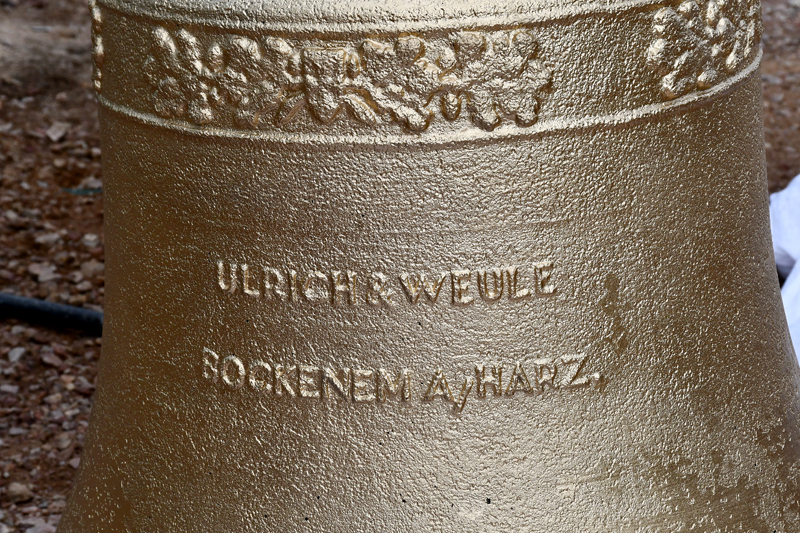 ULRICH & WEULE
BOCKENEM A/HARZ.